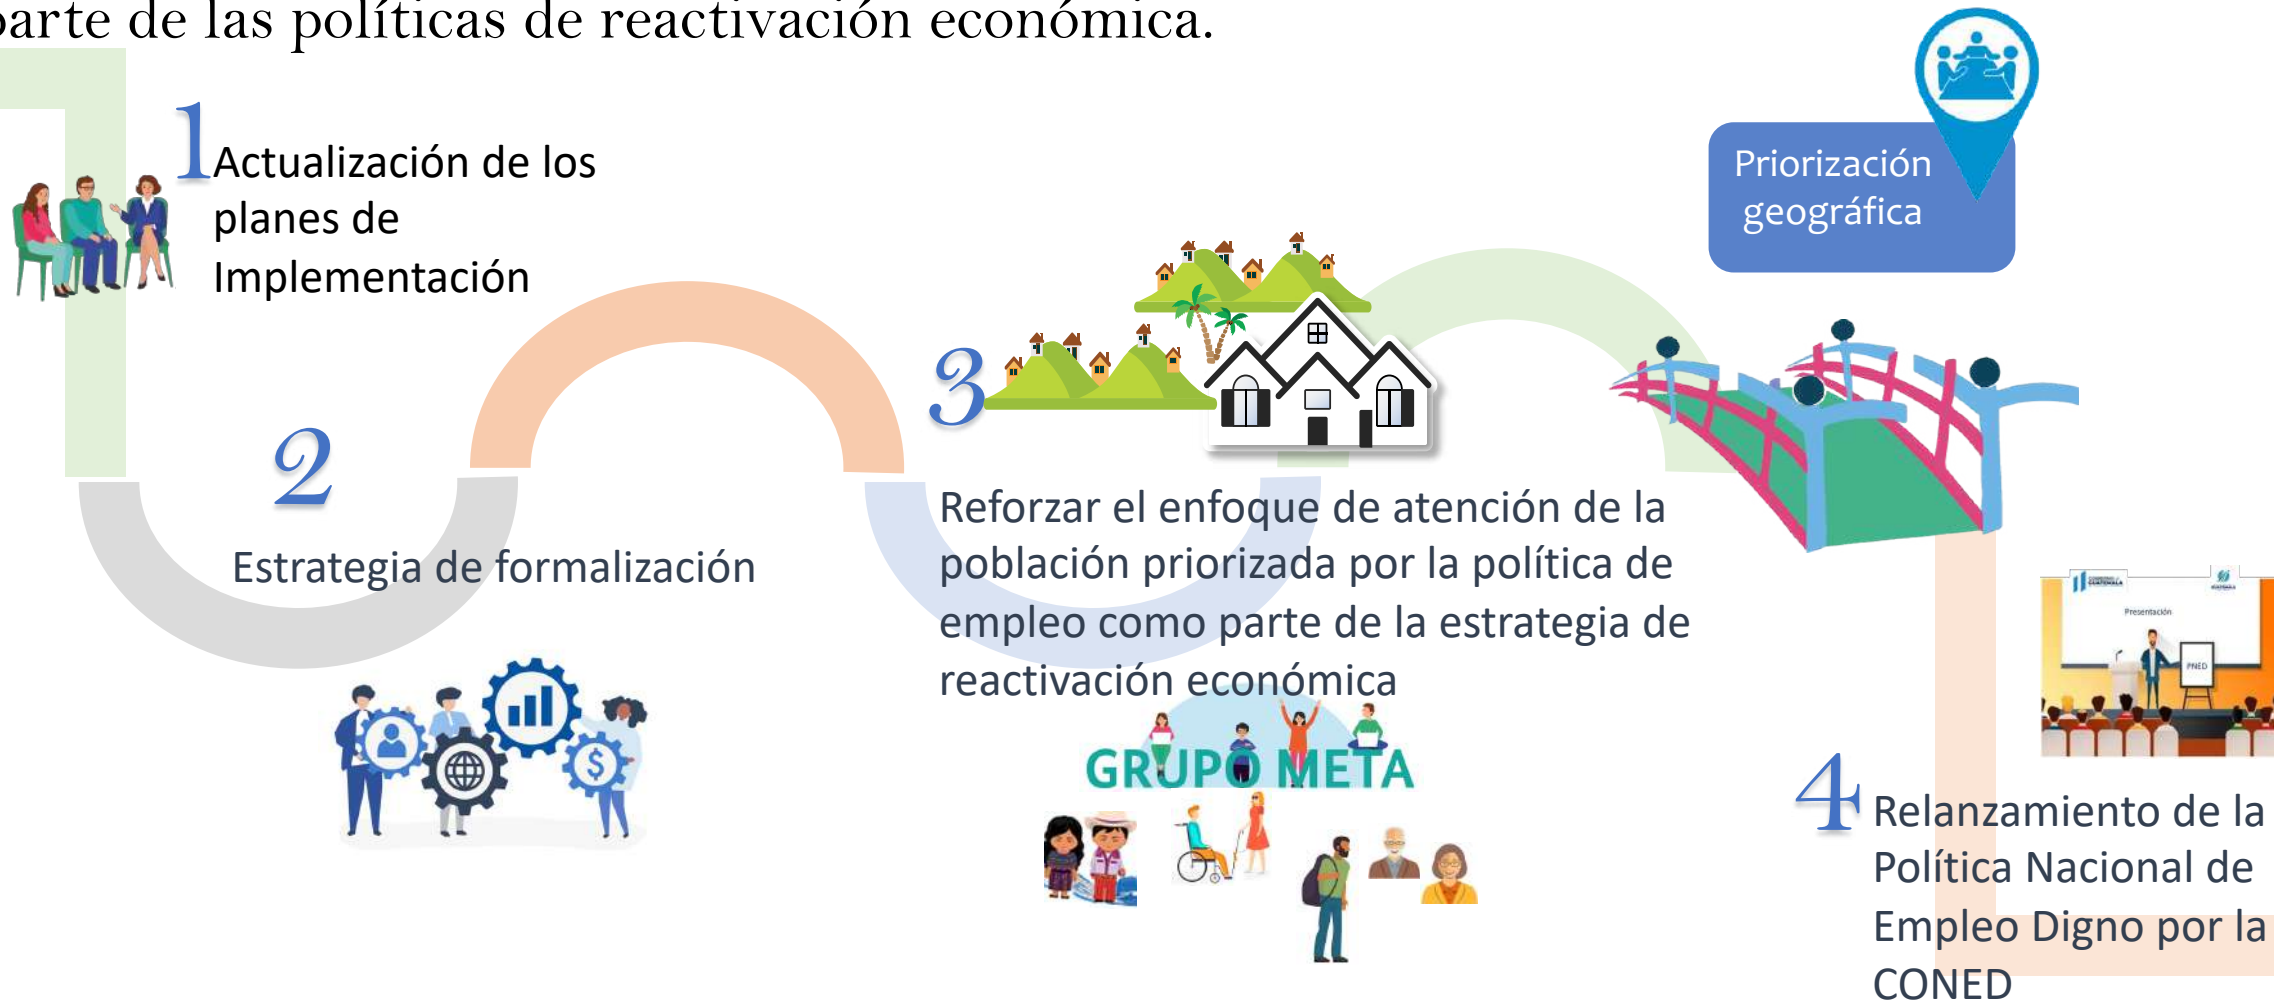 parte de las políticas de reactivación económica.
1
Actualización de los
planes de
Implementación
2
Estrategia de formalización
3
Reforzar el enfoque de atención de la
población priorizada por la política de
empleo como parte de la estrategia de
reactivación económica
GRUPO META
Priorización
geográfica
GUATEMALA
Presentación
PNED
4
Relanzamiento de la
Política Nacional de
Empleo Digno por la
CONED